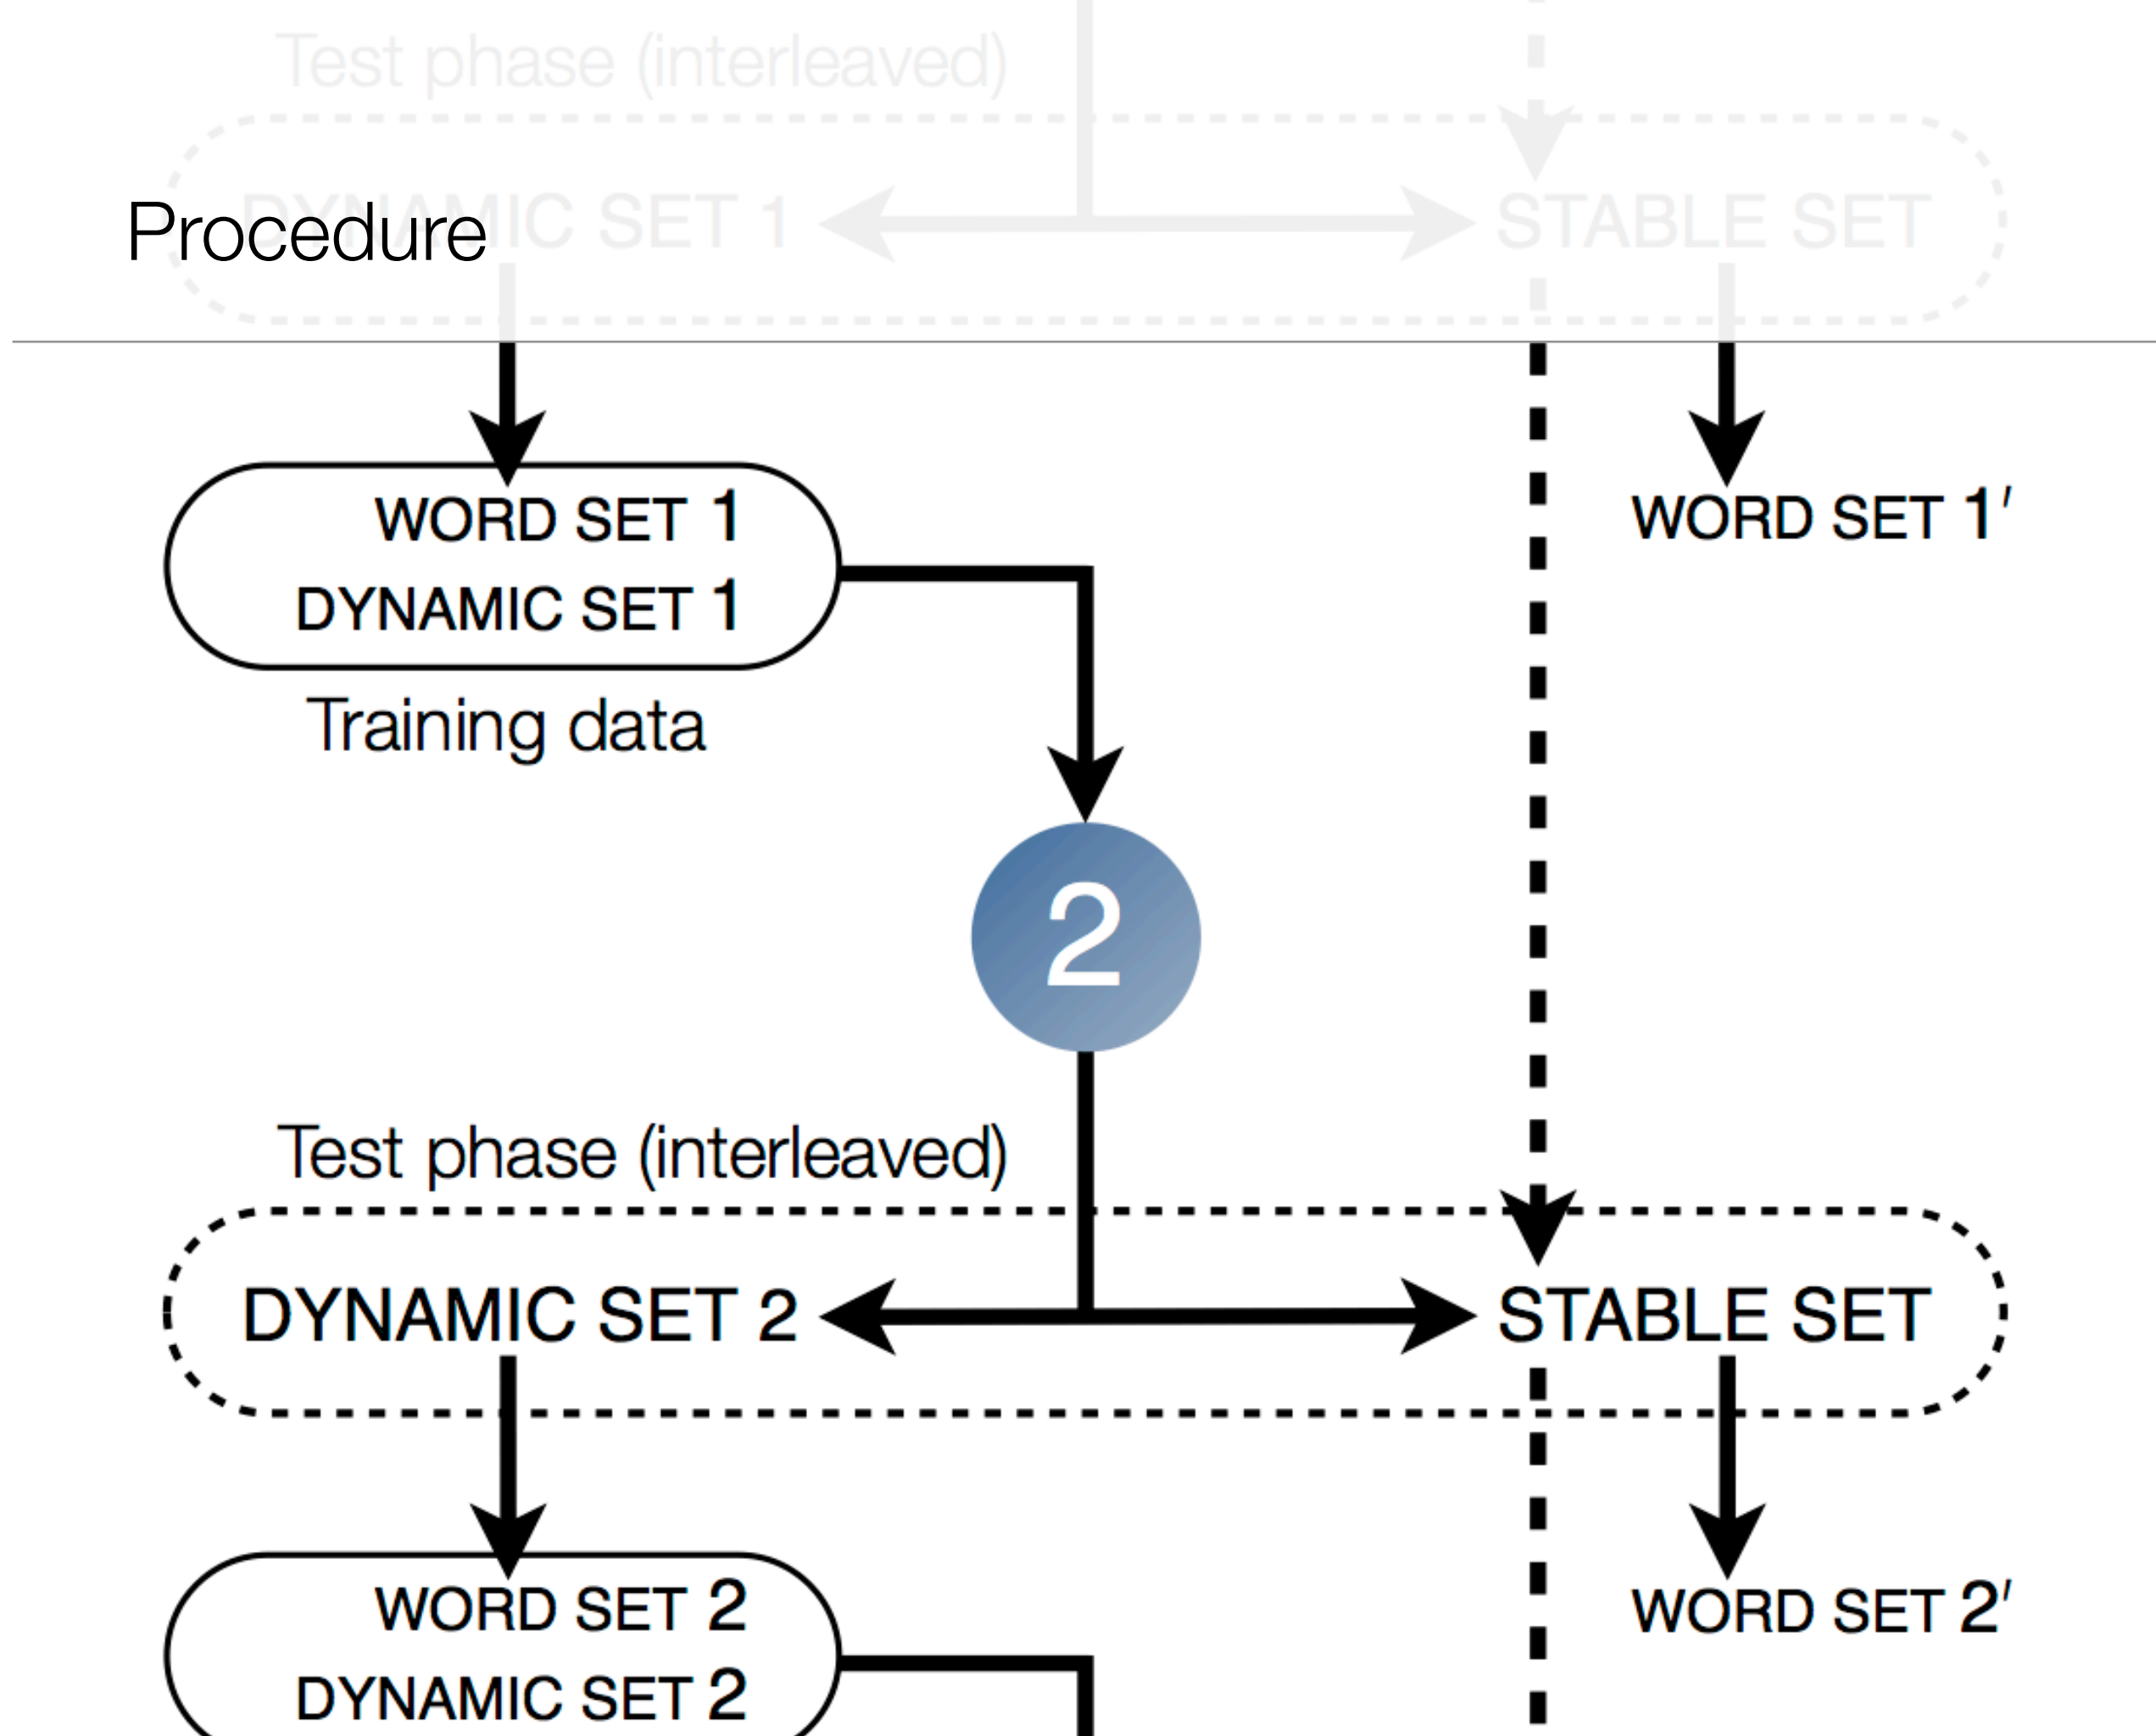 Test phase (interleaved)
DYNAMIC SET 1
STABLE SET
Procedure
WORD SET 1
DYNAMIC SET 1
WORD SET 1′
Training data
2
Test phase (interleaved)
DYNAMIC SET 2
STABLE SET
WORD SET 2
DYNAMIC SET 2
WORD SET 2′